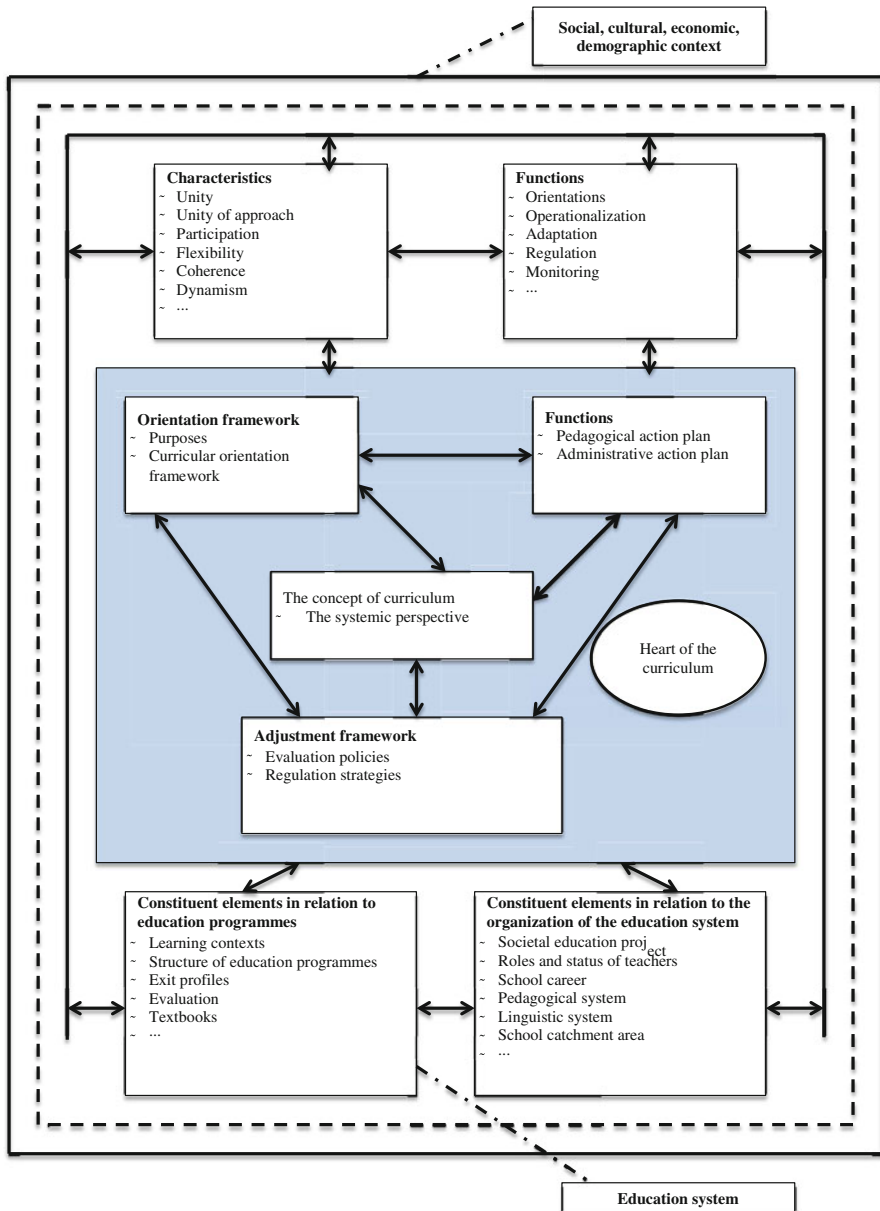 Social, cultural, economic,
demographic context
Characteristics
~ Unity
~ Unity of approach
~ Participation
~ Flexibility
~ Coherence
~ Dynamism
~ ...
Functions
~ Orientations
~ Operationalization
~ Adaptation
~ Regulation
~ Monitoring
~ ...
Orientation framework
~ Purposes
~ Curricular orientation
framework
Functions
~ Pedagogical action plan
~ Administrative action plan
The concept of curriculum
~ The systemic perspective
Heart of the
curriculum
Adjustment framework
~ Evaluation policies
~ Regulation strategies
Constituent elements in relation to
education programmes
~ Learning contexts
~ Structure of education programmes
~ Exit profiles
~ Evaluation
~ Textbooks
~ ...
Constituent elements in relation to the
organization of the education system
~ Societal education project
~ Roles and status of teachers
~ School career
~ Pedagogical system
~ Linguistic system
~ School catchment area
~ ...
Education system